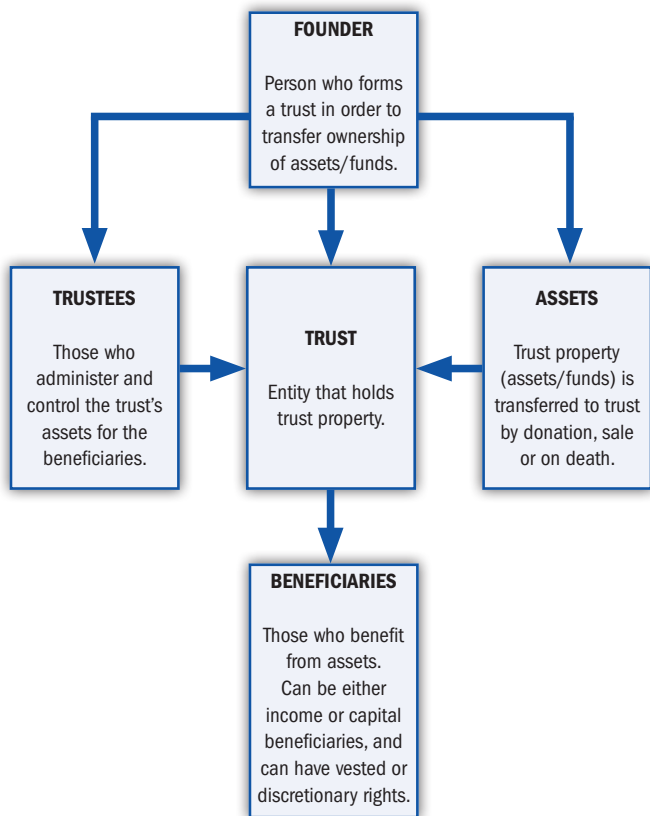 FOUNDER
Person who forms
a trust in order to
transfer ownership
of assets/funds.
TRUSTEES
Those who
administer and
control the trust's
assets for the
beneficiaries.
TRUST
Entity that holds
trust property.
ASSETS
Trust property
(assets/funds) is
transferred to trust
by donation, sale
or on death.
BENEFICIARIES
Those who benefit
from assets.
Can be either
income or capital
beneficiaries, and
can have vested or
discretionary rights.